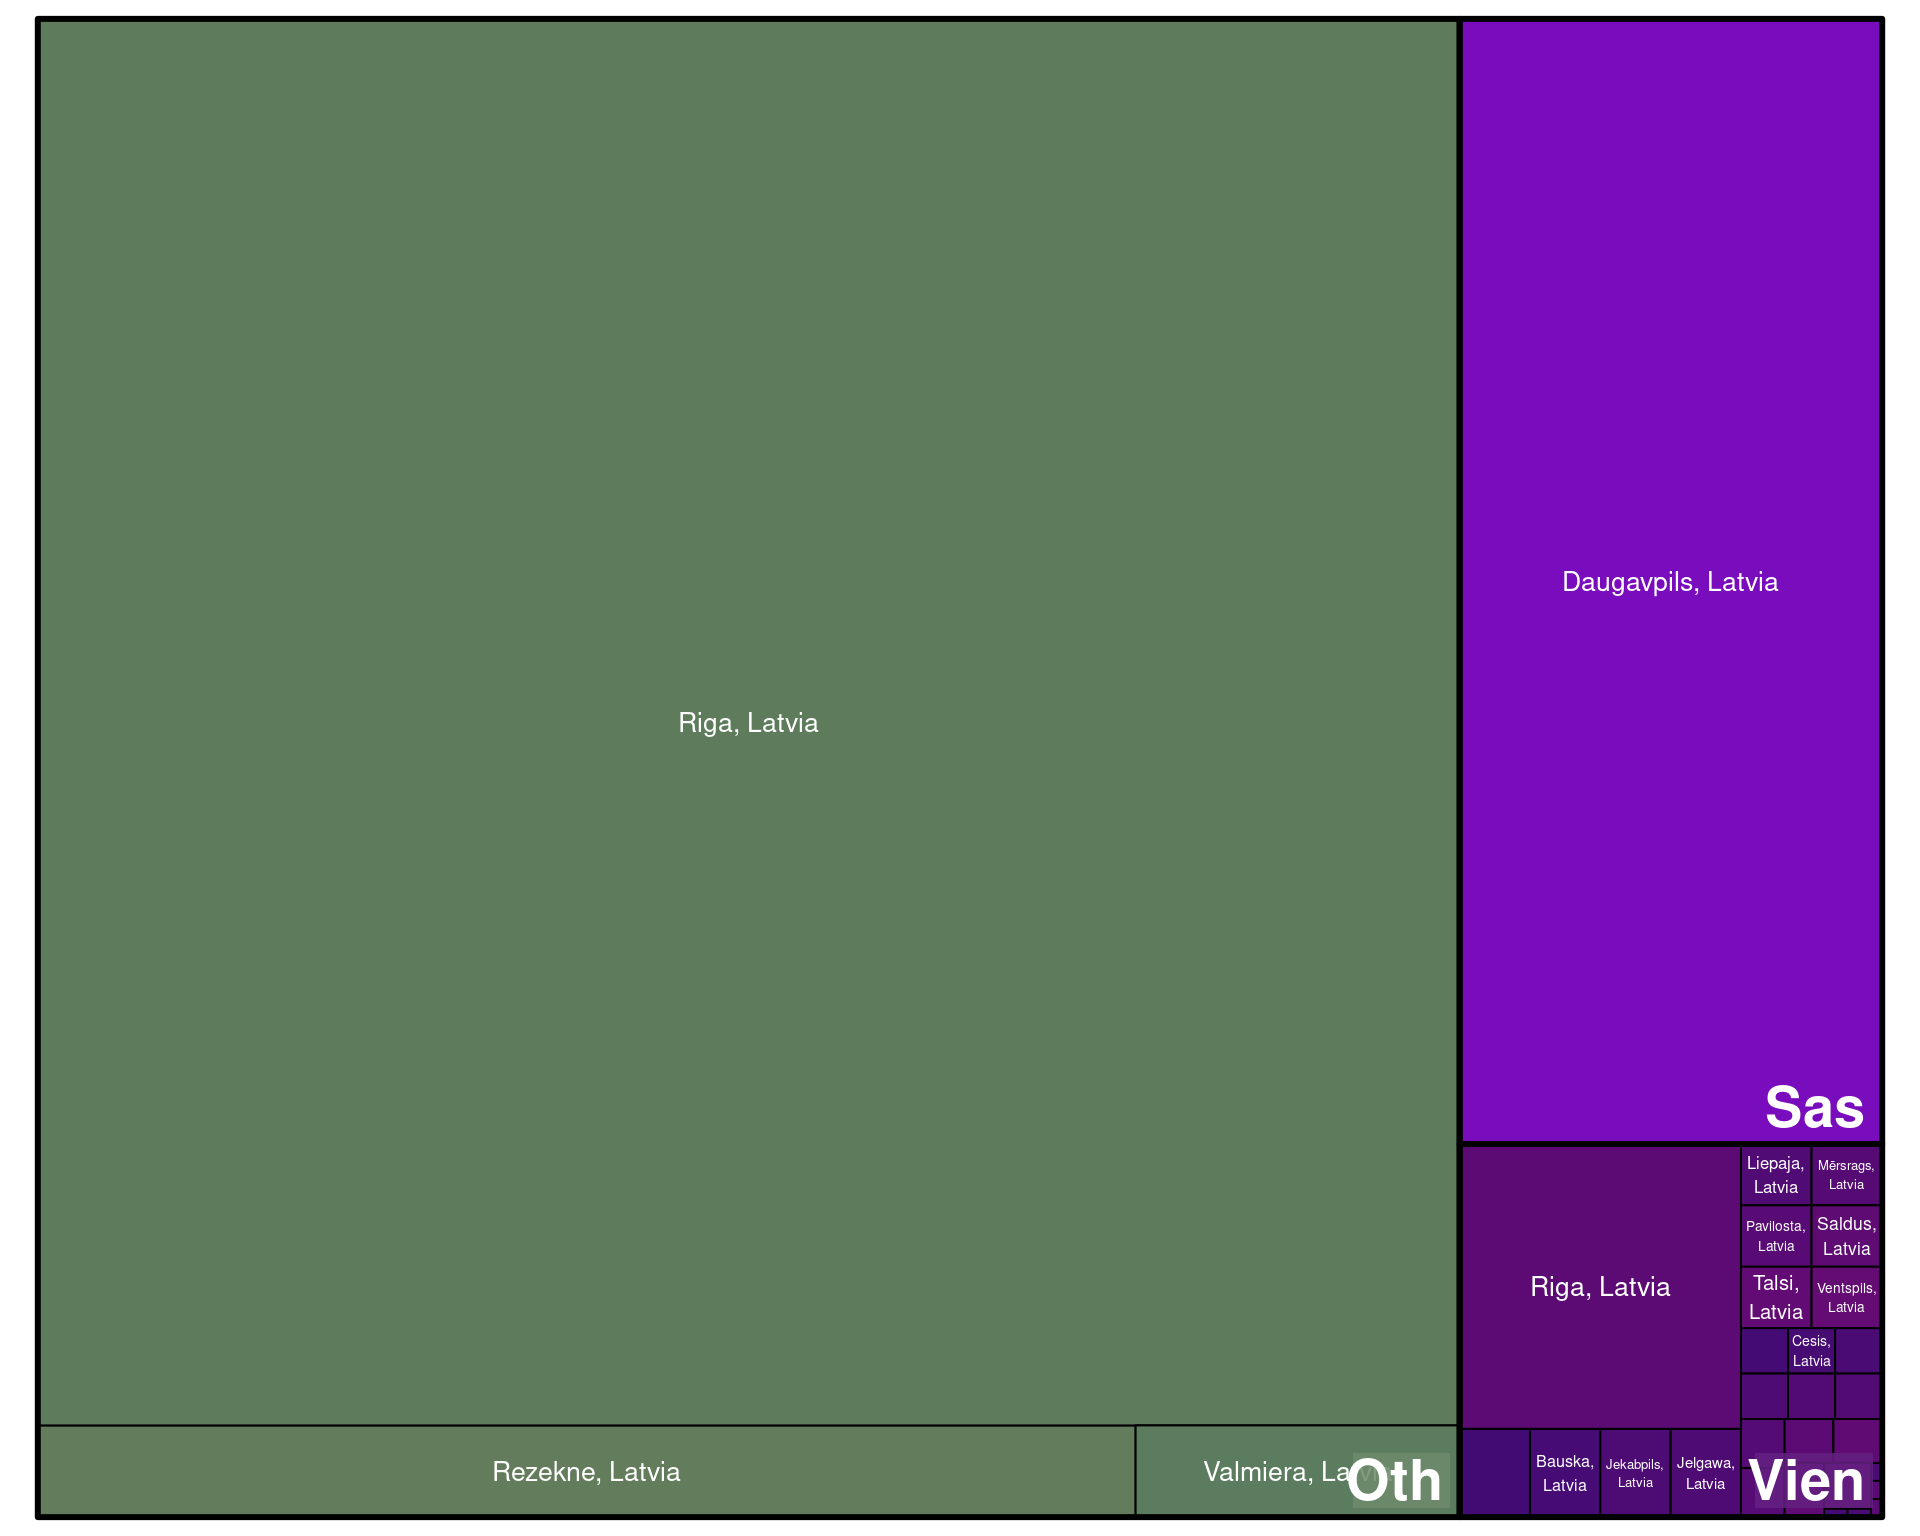 Riga, Latvia
Rezekne, Latvia
Valmiera, La
Oth
Daugavpils, Latvia
Sas
Riga, Latvia
Liepaja,
Latvia
Mērsrags,
Latvia
Pavilosta,
Latvia
Saldus,
Latvia
Talsi,
Latvia
Ventspils,
Latvia
Cesis,
Latvia
Bauska,
Latvia
Jekabpils,
Latvia
Jelgawa,
Latvia
Vien